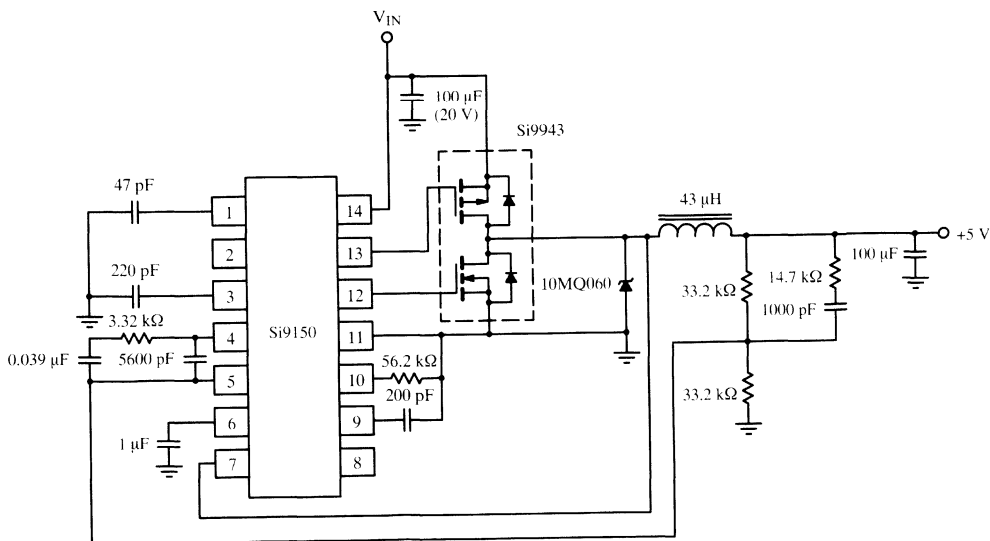 V_IN
100 µF
(20 V)
Si9943
47 pF
1
14
43 µH
+5 V
2
13
100 µF
14.7 kΩ
220 pF
10MQ060
33.2 kΩ
3
12
1000 pF
3.32 kΩ
Si9150
4
11
0.039 µF
5600 pF
56.2 kΩ
5
10
33.2 kΩ
200 pF
6
9
1 µF
7
8